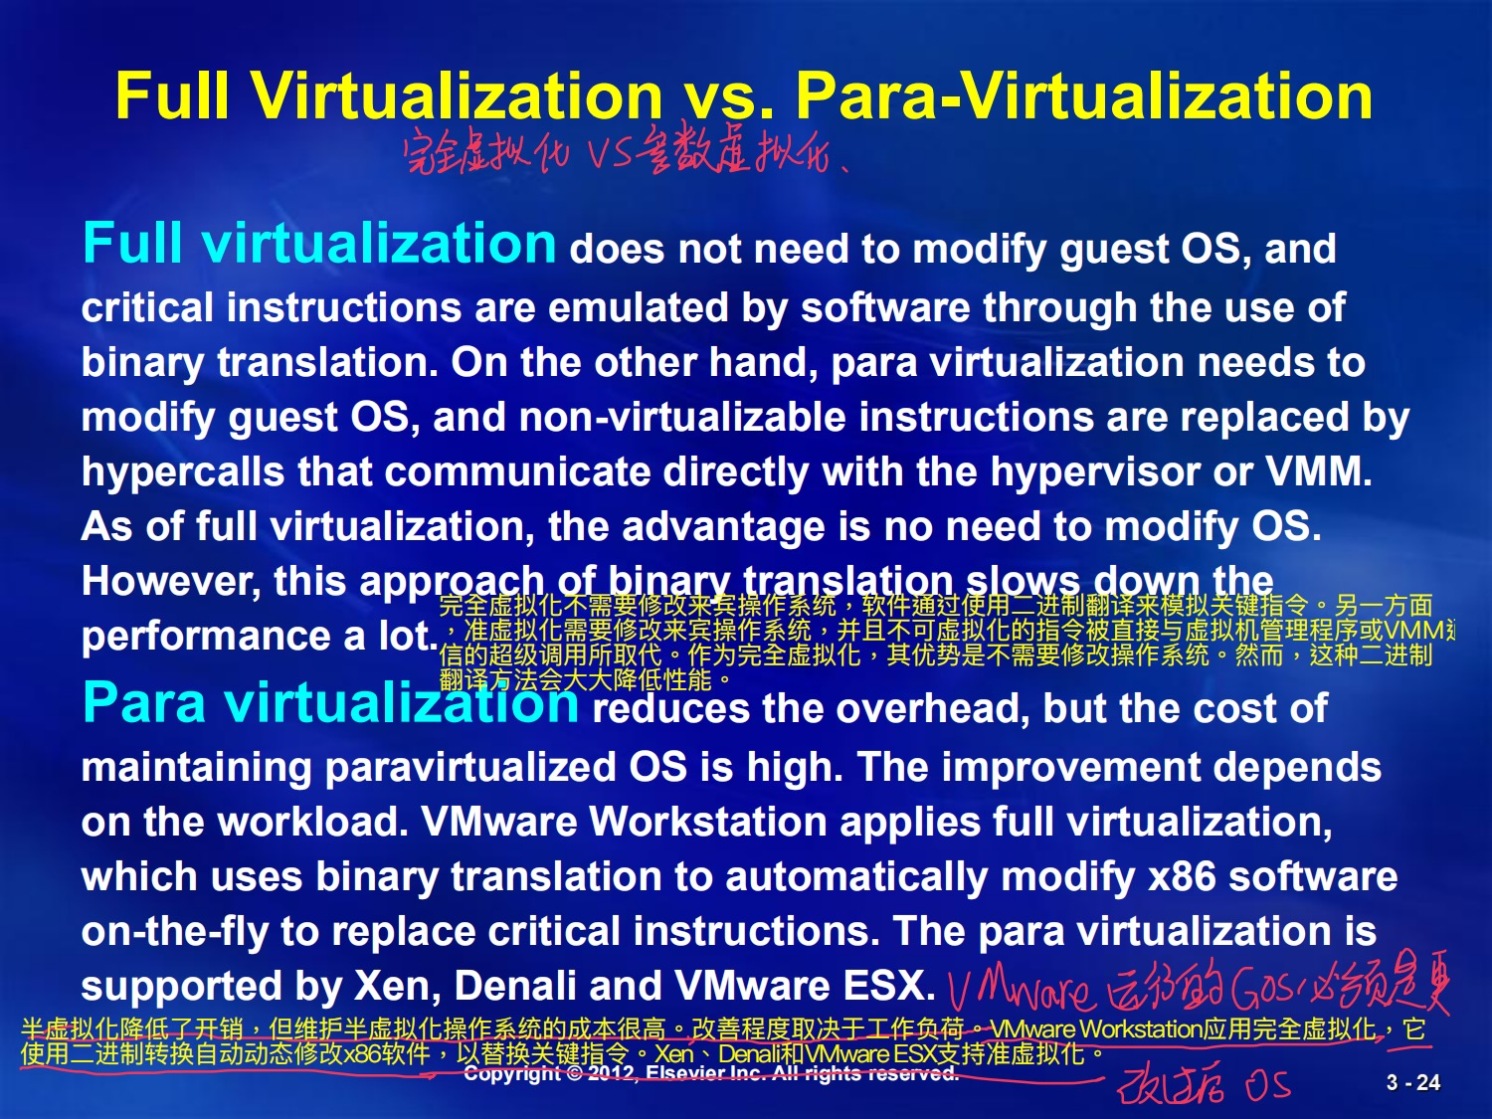 Full Virtualization vs. Para-Virtualization
完全虚拟化 VS 参数虚拟化、
Full virtualization does not need to modify guest OS, and
critical instructions are emulated by software through the use of
binary translation. On the other hand, para virtualization needs to
modify guest OS, and non-virtualizable instructions are replaced by
hypercalls that communicate directly with the hypervisor or VMM.
As of full virtualization, the advantage is no need to modify OS.
However, this approach of binary translation slows down the
performance a lot.
完全虚拟化不需要修改来宾操作系统，软件通过使用二进制翻译来模拟关键指令。另一方面
，准虚拟化需要修改来宾操作系统，并且不可虚拟化的指令被直接与虚拟机管理程序或VMM通
信的超级调用所取代。作为完全虚拟化，其优势是不需要修改操作系统。然而，这种二进制
翻译方法会大大降低性能。
Para virtualization reduces the overhead, but the cost of
maintaining paravirtualized OS is high. The improvement depends
on the workload. VMware Workstation applies full virtualization,
which uses binary translation to automatically modify x86 software
on-the-fly to replace critical instructions. The para virtualization is
supported by Xen, Denali and VMware ESX.
VMware 运行的GOS必须是更
半虚拟化降低了开销，但维护半虚拟化操作系统的成本很高。改善程度取决于工作负荷。VMware Workstation应用完全虚拟化，它
使用二进制转换自动动态修改x86软件，以替换关键指令。Xen、Denali和VMware ESX支持准虚拟化。
改过后 OS
Copyright © 2012, Elsevier Inc. All rights reserved.
3 - 24